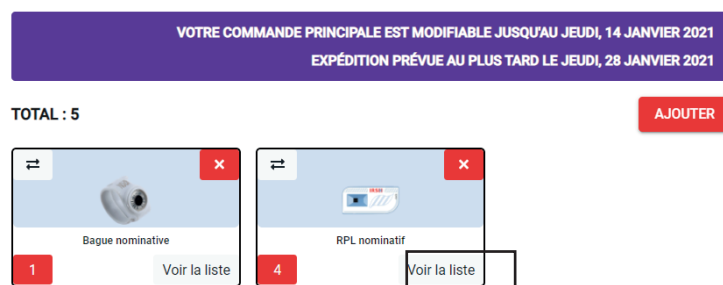 VOTRE COMMANDE PRINCIPALE EST MODIFIABLE JUSQU'AU JEUDI, 14 JANVIER 2021
EXPÉDITION PRÉVUE AU PLUS TARD LE JEUDI, 28 JANVIER 2021
TOTAL : 5
AJOUTER
Bague nominative
RPL nominatif
1
Voir la liste
4
Voir la liste